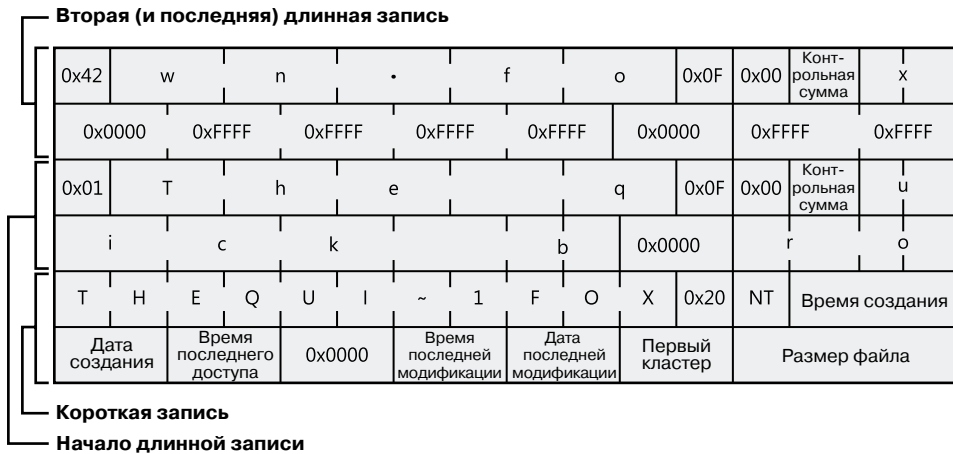 Вторая (и последняя) длинная запись
0x42 w n • f o 0x0F 0x00 Конт-рольная сумма x
0x0000 0xFFFF 0xFFFF 0xFFFF 0xFFFF 0x0000 0xFFFF 0xFFFF
0x01 T h e q 0x0F 0x00 Конт-рольная сумма u
i c k b 0x0000 r o
T H E Q U I ~ 1 F O X 0x20 NT Время создания
Дата создания Время последнего доступа 0x0000 Время последней модификации Дата последней модификации Первый кластер Размер файла
Короткая запись
Начало длинной записи